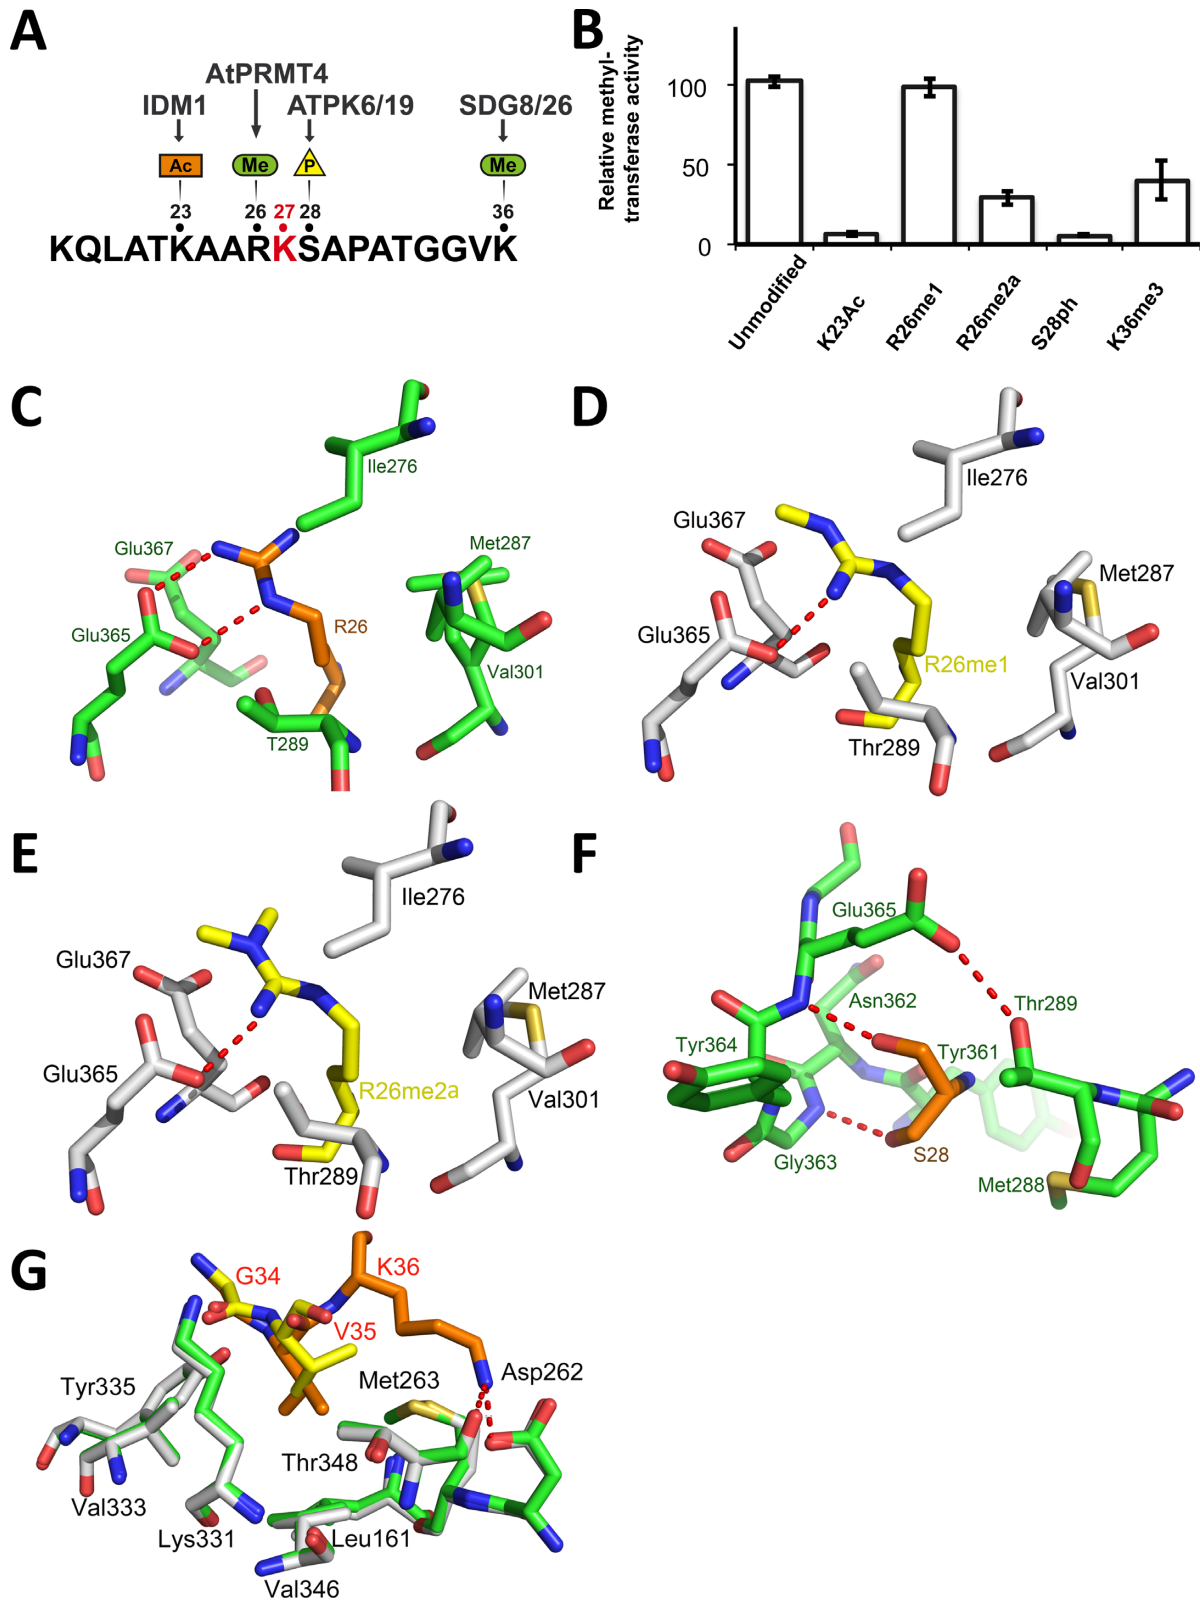 A
AtPRMT4
IDM1
ATPK6/19
SDG8/26
Ac
Me
P
Me
23
26
27
28
36
KQLATKAARKSAPATGGVK
B
Relative methyl-
transferase activity
100
50
0
Unmodified
K23Ac
R26me1
R26me2a
S28ph
K36me3
C
Ile276
Glu367
Met287
Glu365
R26
Val301
T289
D
Ile276
Glu367
Met287
Glu365
R26me1
Val301
Thr289
E
Ile276
Glu367
Met287
Glu365
R26me2a
Val301
Thr289
F
Glu365
Asn362
Thr289
Tyr364
Tyr361
Gly363
S28
Met288
G
G34
K36
V35
Tyr335
Met263
Asp262
Thr348
Val333
Lys331
Leu161
Val346